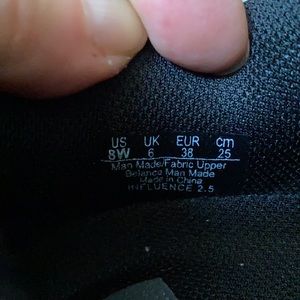 US UK EUR cm
8W 6 38 25
Man Made/Fabric Upper
Balance Man Made
Made in China
INFLUENCE 2.5